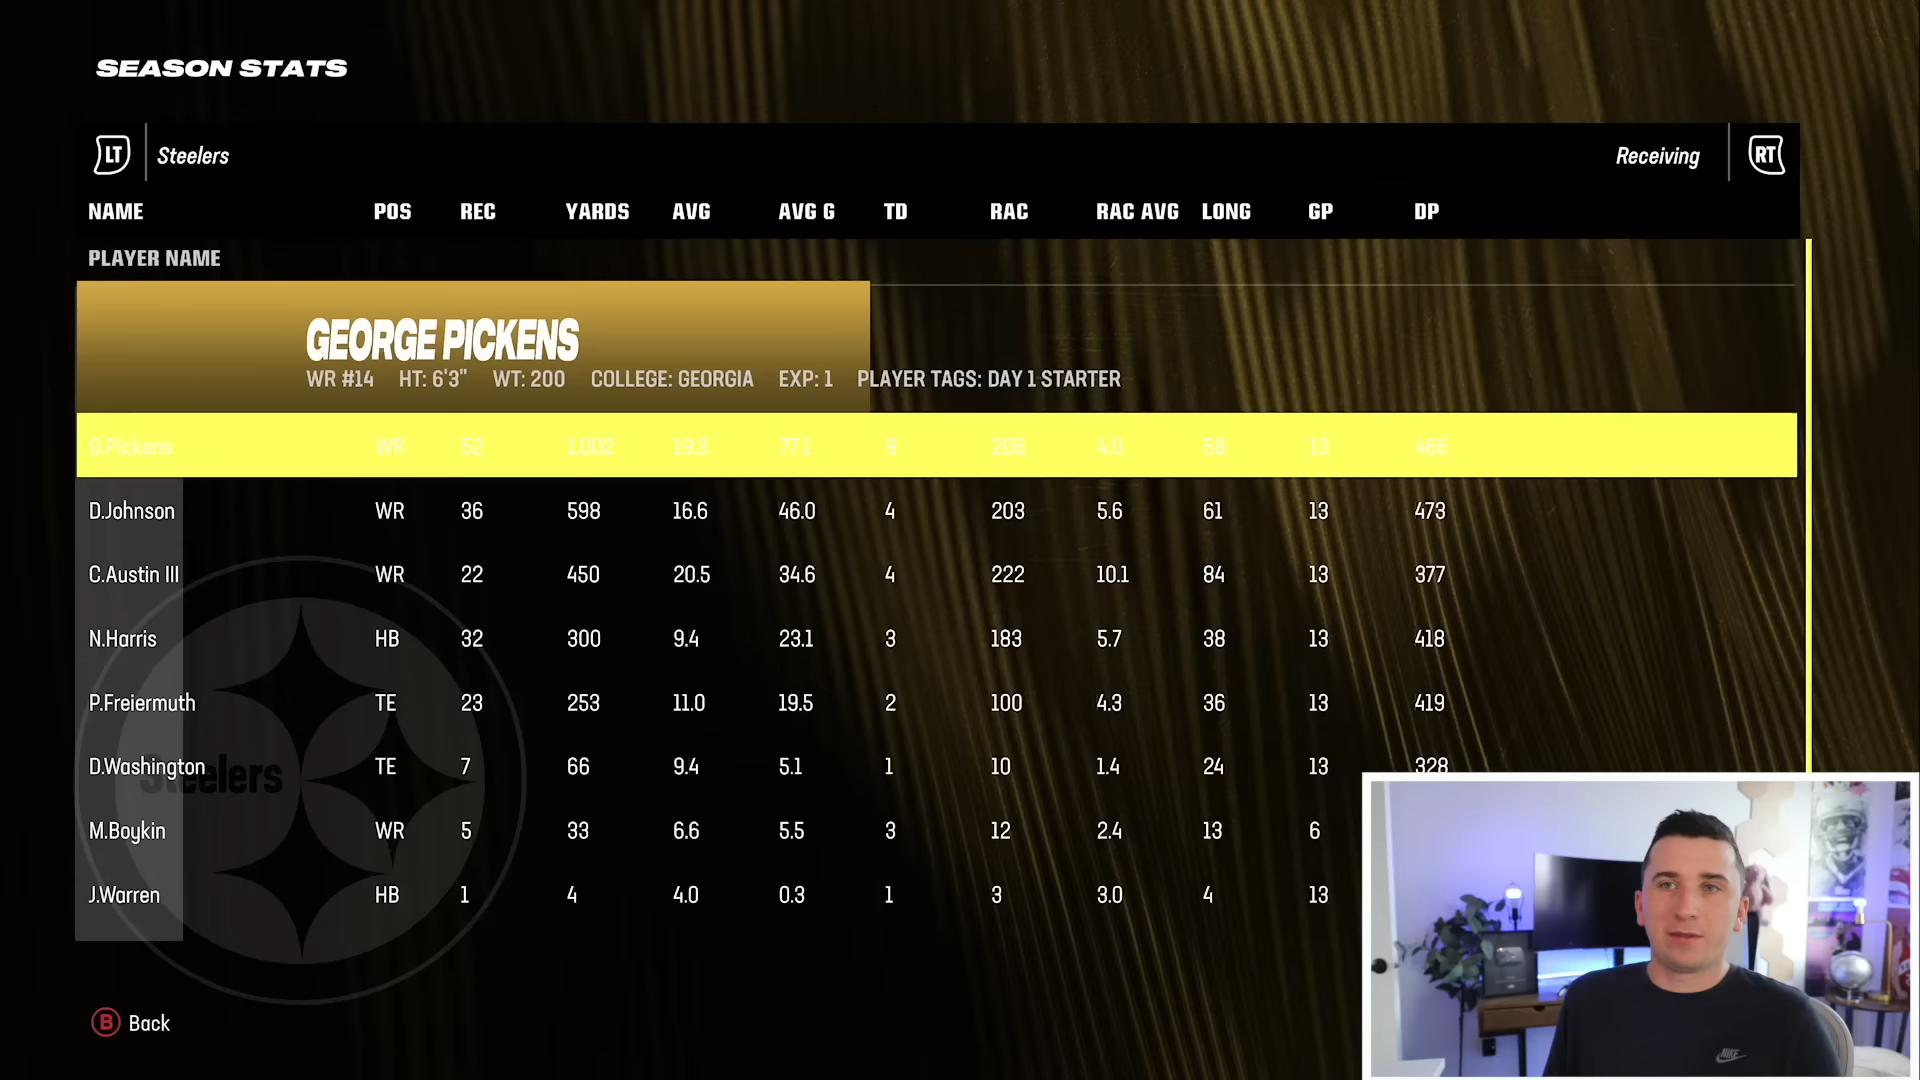 SEASON STATS
LT Steelers Receiving RT
NAME POS REC YARDS AVG AVG G TD RAC RAC AVG LONG GP DP
PLAYER NAME
GEORGE PICKENS
WR #14 HT: 6'3" WT: 200 COLLEGE: GEORGIA EXP: 1 PLAYER TAGS: DAY 1 STARTER
G.Pickens WR 52 1,002 19.3 77.1 9 206 4.0 58 13 466
D.Johnson WR 36 598 16.6 46.0 4 203 5.6 61 13 473
C.Austin III WR 22 450 20.5 34.6 4 222 10.1 84 13 377
N.Harris HB 32 300 9.4 23.1 3 183 5.7 38 13 418
P.Freiermuth TE 23 253 11.0 19.5 2 100 4.3 36 13 419
D.Washington TE 7 66 9.4 5.1 1 10 1.4 24 13 328
Steelers
M.Boykin WR 5 33 6.6 5.5 3 12 2.4 13 6
J.Warren HB 1 4 4.0 0.3 1 3 3.0 4 13
B Back
NIKE